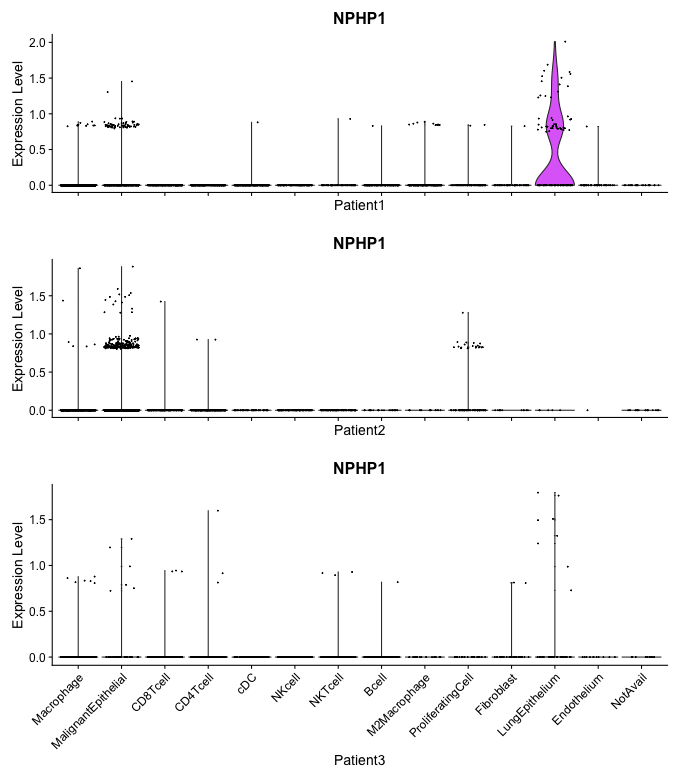 NPHP1
Expression Level
2.0
1.5
1.0
0.5
0.0
Patient1
NPHP1
Expression Level
1.5
1.0
0.5
0.0
Patient2
NPHP1
Expression Level
1.5
1.0
0.5
0.0
Macrophage
MalignantEpithelial
CD8Tcell
CD4Tcell
cDC
NKcell
NKTcell
Bcell
M2Macrophage
ProliferatingCell
Fibroblast
LungEpithelium
Endothelium
NotAvail
Patient3